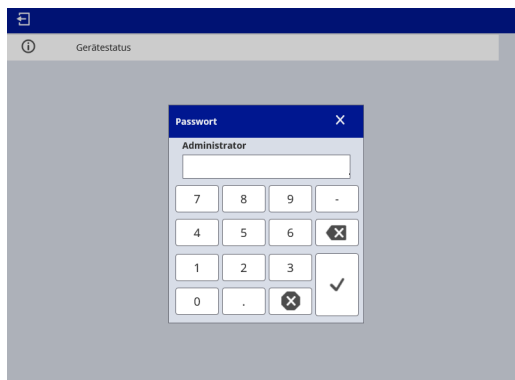 Gerätestatus
Passwort
Administrator
7 8 9 -
4 5 6
1 2 3
0 .